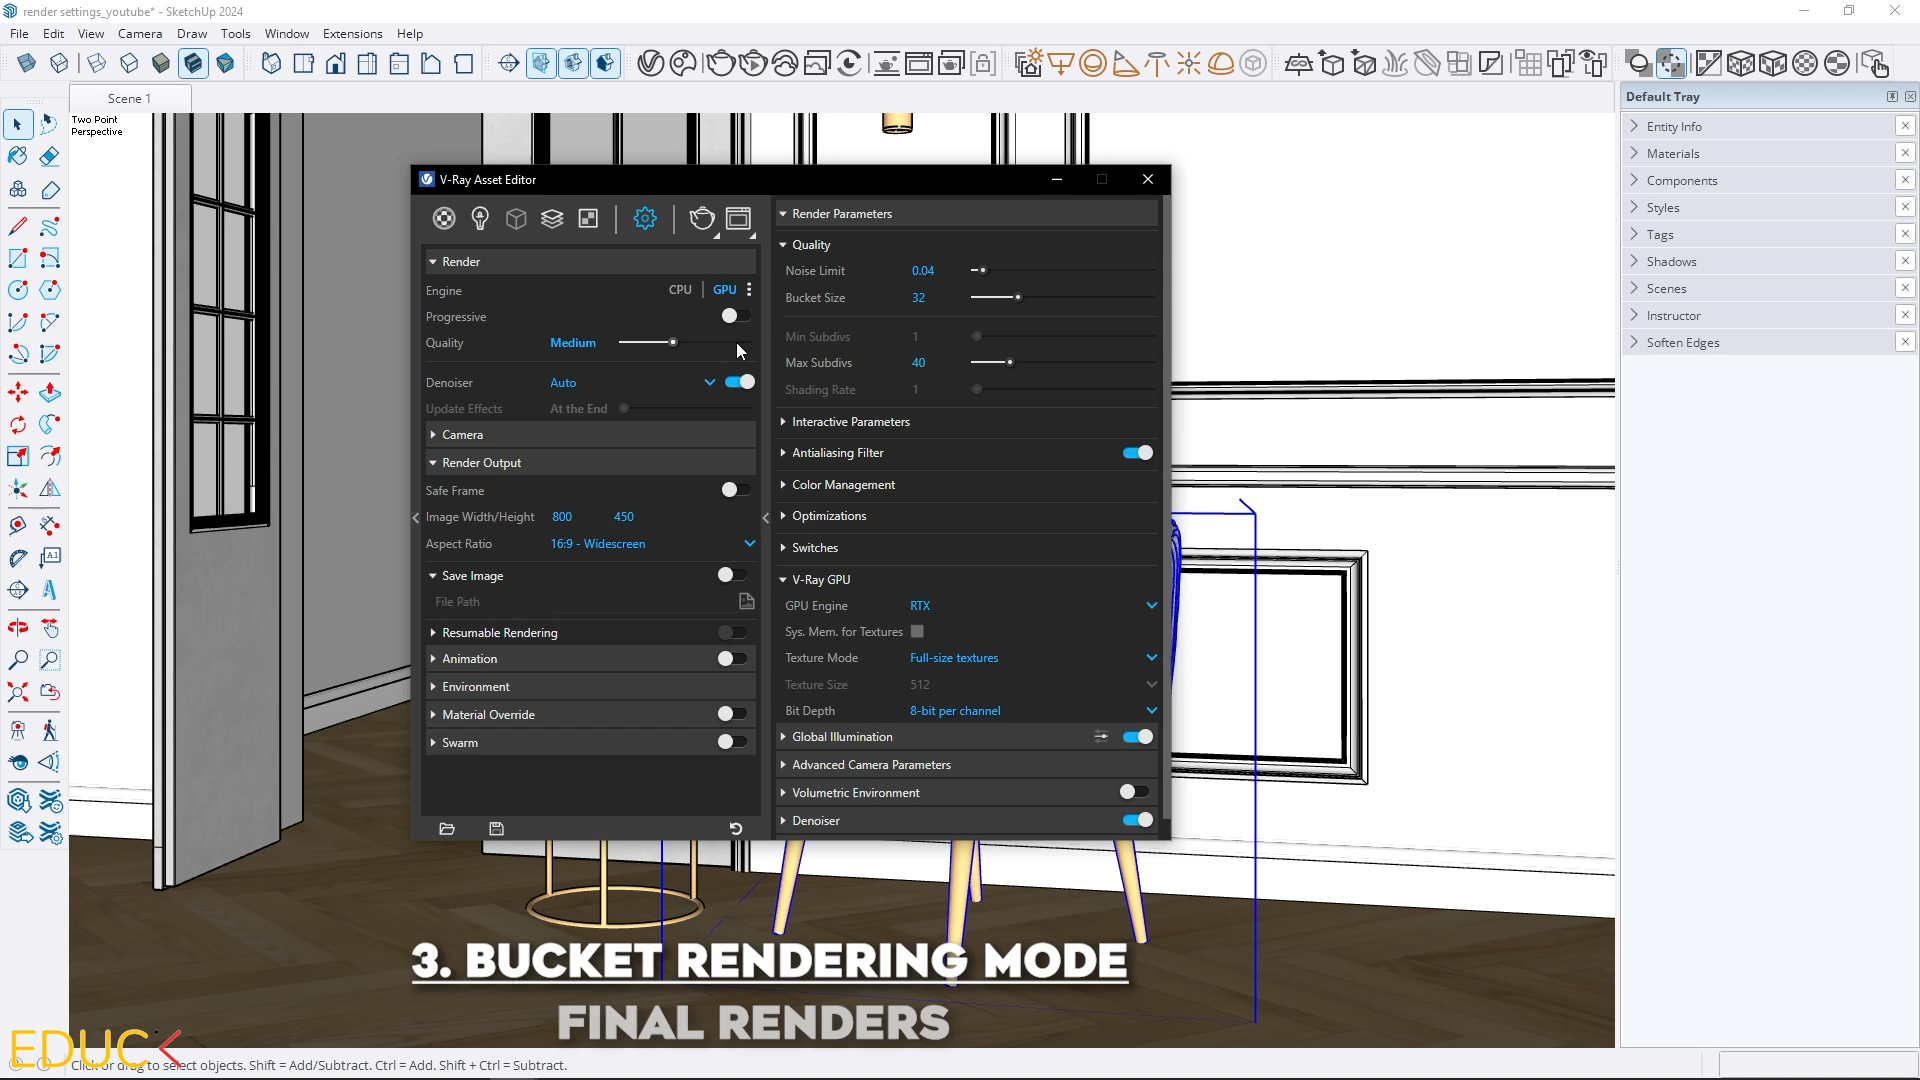 render settings_youtube* - SketchUp 2024
File Edit View Camera Draw Tools Window Extensions Help
Scene 1
Two Point
Perspective
Default Tray
Entity Info
Materials
Components
Styles
Tags
Shadows
Scenes
Instructor
Soften Edges
V-Ray Asset Editor
Render
Engine CPU GPU
Progressive
Quality Medium
Denoiser Auto
Update Effects At the End
Camera
Render Output
Safe Frame
Image Width/Height 800 450
Aspect Ratio 16:9 - Widescreen
Save Image
File Path
Resumable Rendering
Animation
Environment
Material Override
Swarm
Render Parameters
Quality
Noise Limit 0.04
Bucket Size 32
Min Subdivs 1
Max Subdivs 40
Shading Rate 1
Interactive Parameters
Antialiasing Filter
Color Management
Optimizations
Switches
V-Ray GPU
GPU Engine RTX
Sys. Mem. for Textures
Texture Mode Full-size textures
Texture Size 512
Bit Depth 8-bit per channel
Global Illumination
Advanced Camera Parameters
Volumetric Environment
Denoiser
3. BUCKET RENDERING MODE
FINAL RENDERS
EDUC
Click or drag to select objects. Shift = Add/Subtract. Ctrl = Add. Shift + Ctrl = Subtract.